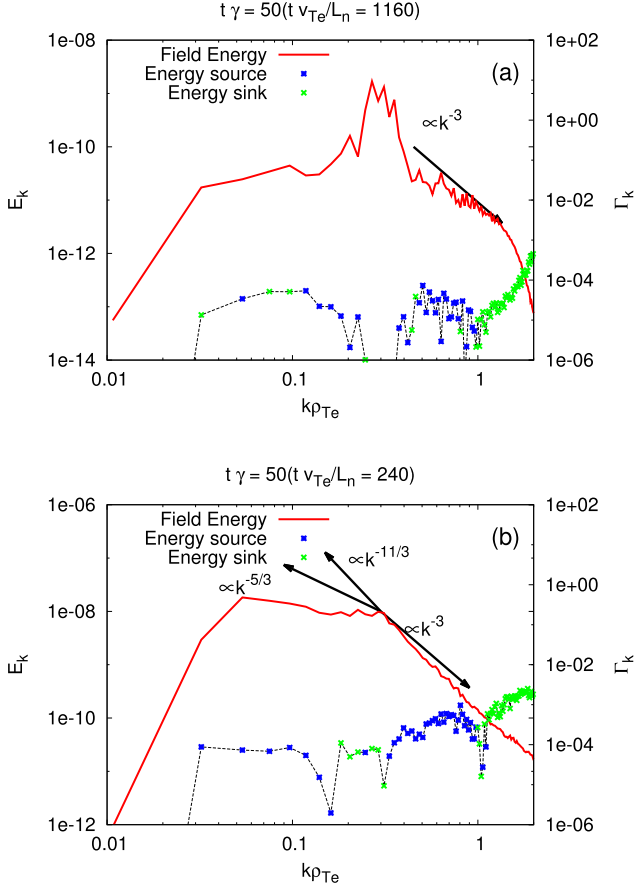 t γ = 50(t v_Te/L_n = 1160)
1e-08
1e-10
1e-12
1e-14
E_k
Field Energy
Energy source
Energy sink
(a)
∝k^-3
1e+02
1e+00
1e-02
1e-04
1e-06
Γ_k
0.01 0.1 1
kρ_Te
t γ = 50(t v_Te/L_n = 240)
1e-06
1e-08
1e-10
1e-12
E_k
Field Energy
Energy source
Energy sink
(b)
∝k^-11/3
∝k^-5/3
∝k^-3
1e+02
1e+00
1e-02
1e-04
1e-06
Γ_k
0.01 0.1 1
kρ_Te